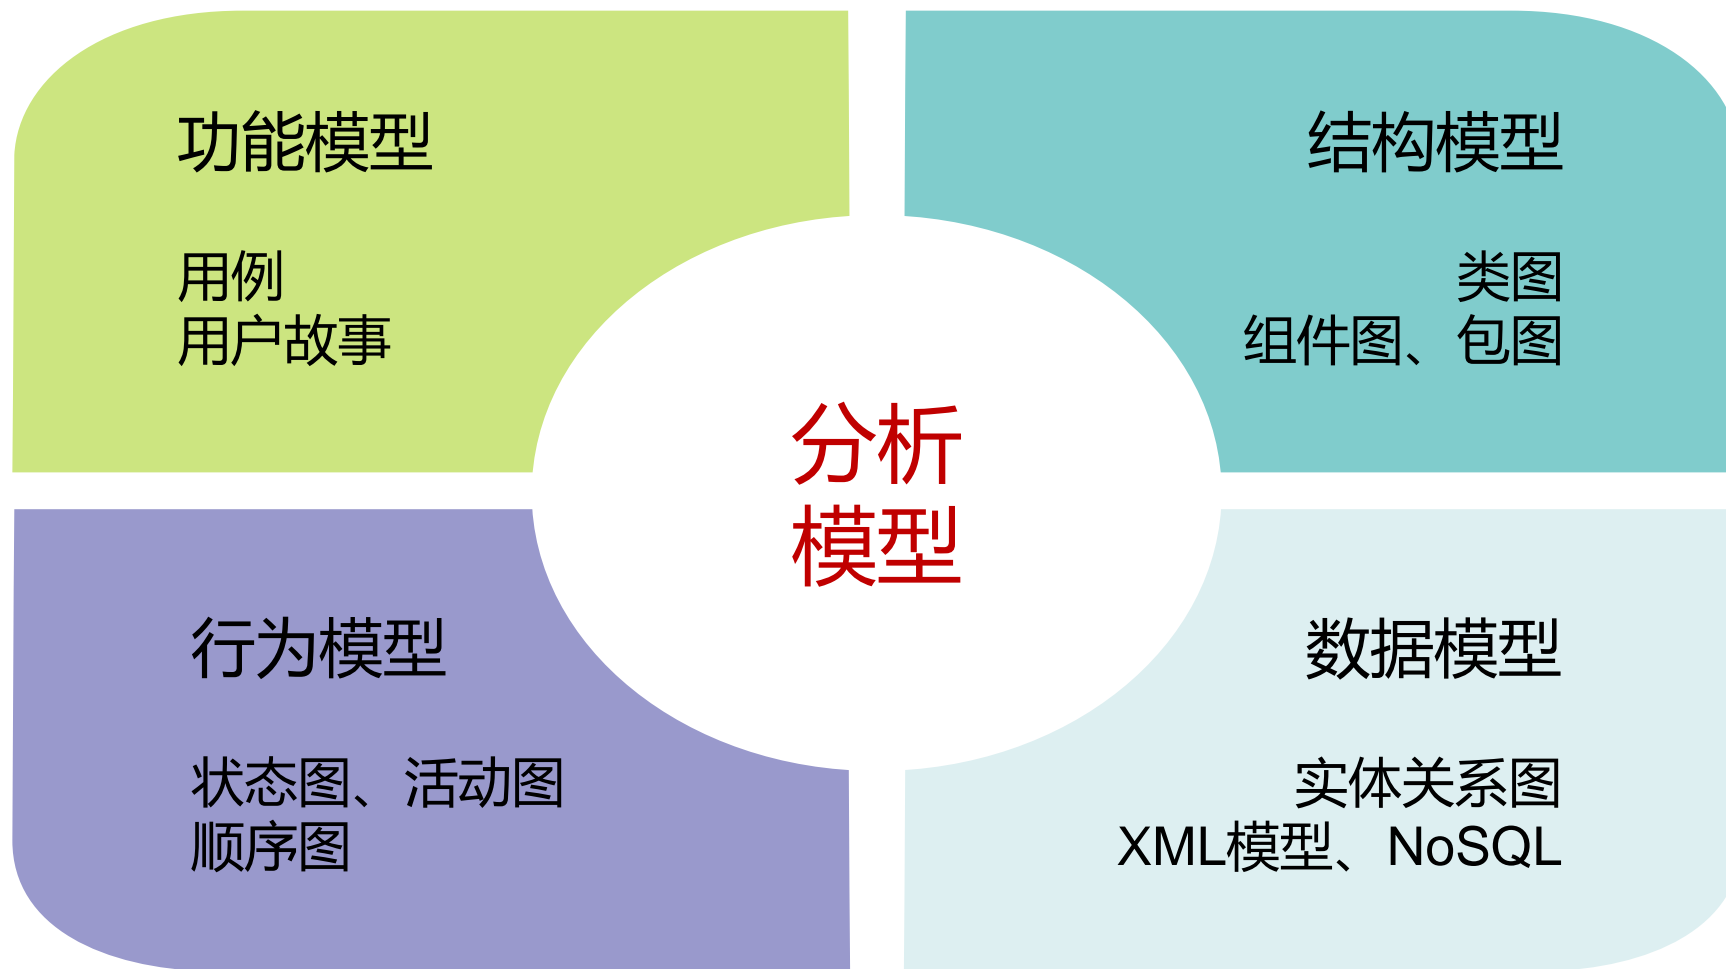 功能模型
用例
用户故事
结构模型
类图
组件图、包图
分析
模型
行为模型
状态图、活动图
顺序图
数据模型
实体关系图
XML模型、NoSQL